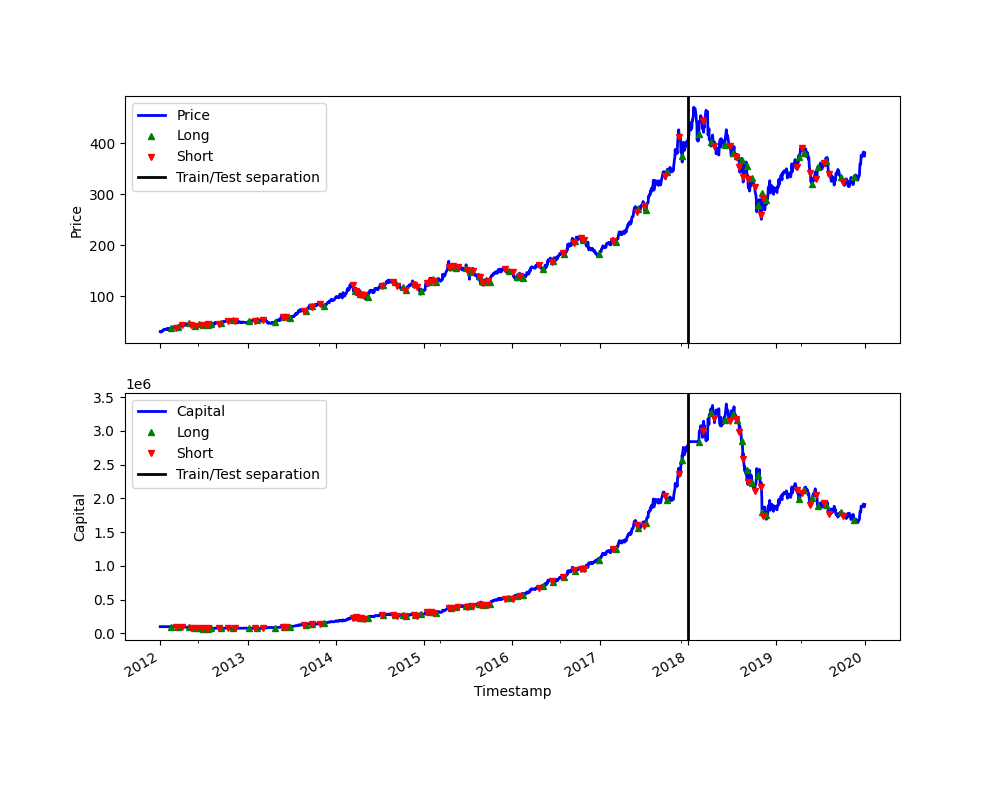 Price
Long
Short
Train/Test separation
400
300
200
100
Price
1e6
Capital
Long
Short
Train/Test separation
3.5
3.0
2.5
2.0
1.5
1.0
0.5
0.0
Capital
2012 2013 2014 2015 2016 2017 2018 2019 2020
Timestamp